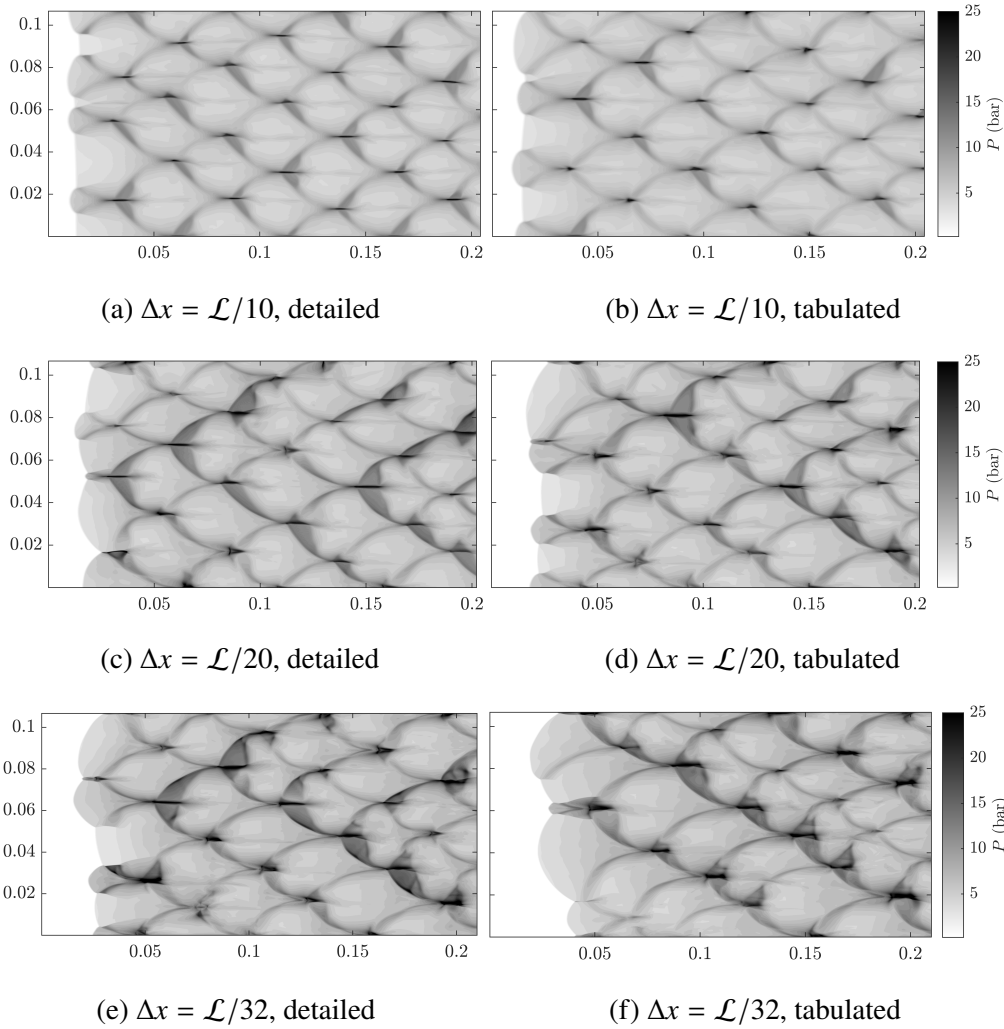 0.1
0.08
0.06
0.04
0.02
0.05 0.1 0.15 0.2
0.05 0.1 0.15 0.2
25
20
15
10
5
P (bar)
(a) Δx = ℒ/10, detailed
(b) Δx = ℒ/10, tabulated
0.1
0.08
0.06
0.04
0.02
0.05 0.1 0.15 0.2
0.05 0.1 0.15 0.2
25
20
15
10
5
P (bar)
(c) Δx = ℒ/20, detailed
(d) Δx = ℒ/20, tabulated
0.1
0.08
0.06
0.04
0.02
0.05 0.1 0.15 0.2
0.05 0.1 0.15 0.2
25
20
15
10
5
P (bar)
(e) Δx = ℒ/32, detailed
(f) Δx = ℒ/32, tabulated